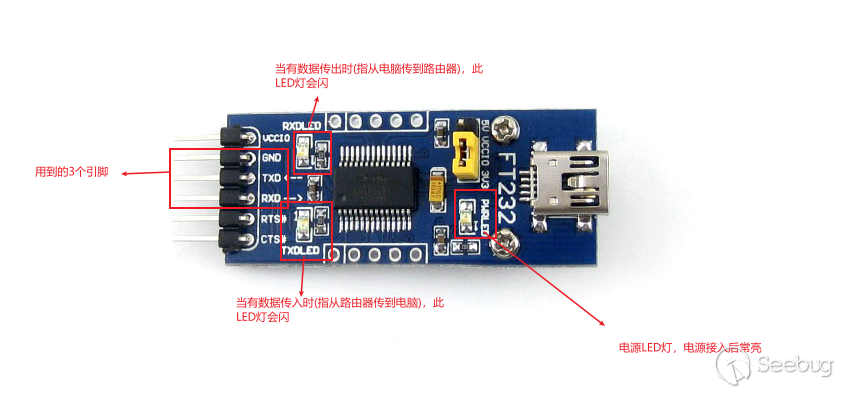 当有数据传出时(指从电脑传到路由器)，此
LED灯会闪
RXDLED
VCCIO
GND
TXD <--
RXD -->
RTS#
CTS#
TXDLED
5V VCCIO 3V3
FT232
PWRLED
用到的3个引脚
当有数据传入时(指从路由器传到电脑)，此
LED灯会闪
电源LED灯，电源接入后常亮
Seebug